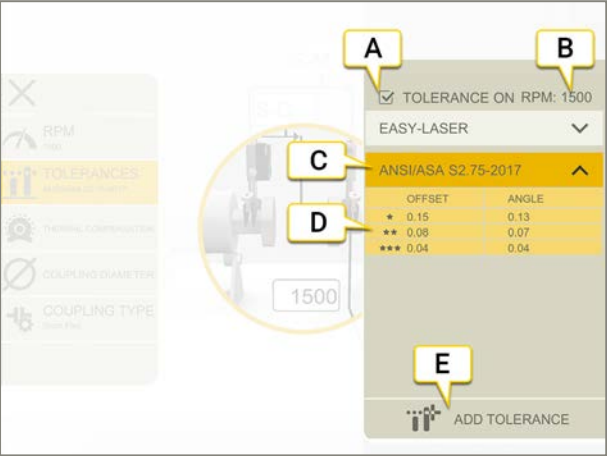 A
B
TOLERANCE ON RPM: 1500
EASY-LASER
C
ANSI/ASA S2.75-2017
OFFSET ANGLE
D
★ 0.15 0.13
★★ 0.08 0.07
★★★ 0.04 0.04
E
ADD TOLERANCE
RPM
TOLERANCES
THERMAL COMPENSATION
COUPLING DIAMETER
COUPLING TYPE
1500